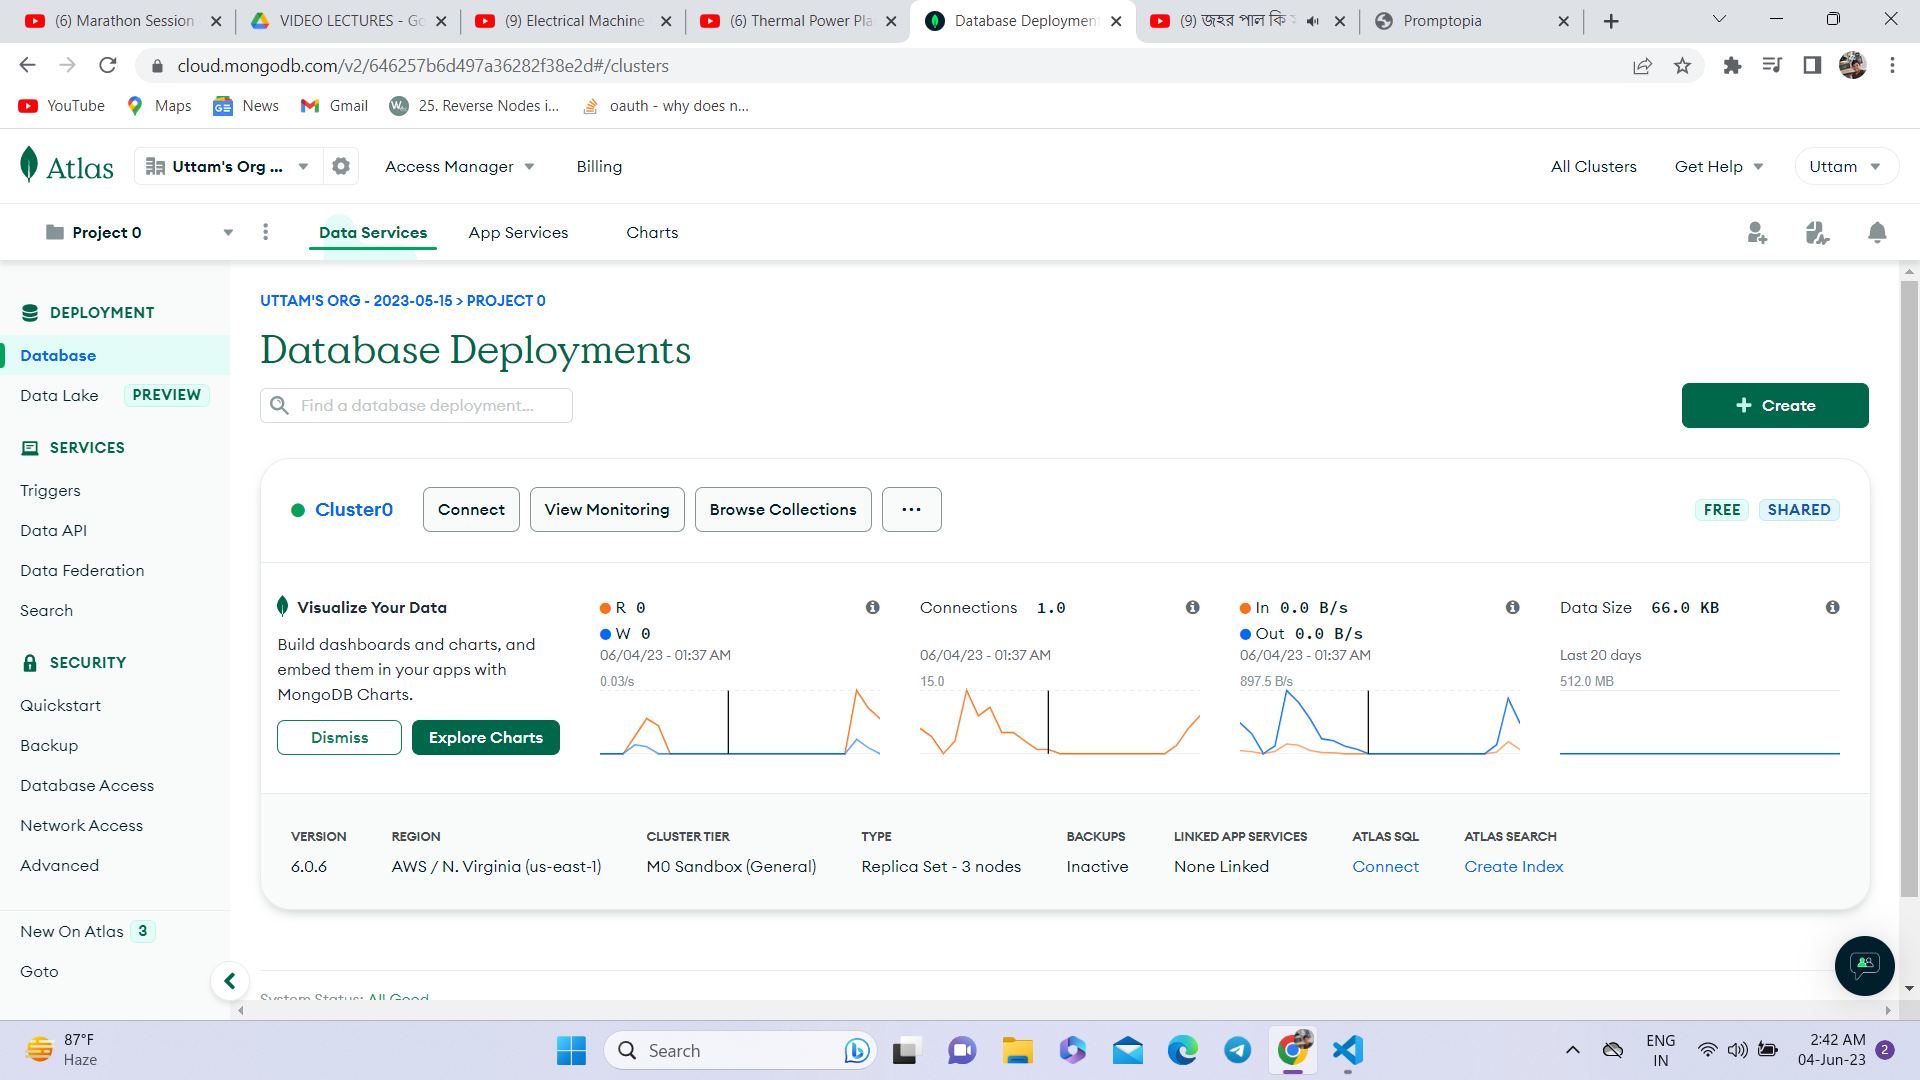 (6) Marathon Session
VIDEO LECTURES - Go
(9) Electrical Machine
(6) Thermal Power Pla
Database Deployment
(9) জহর পাল কি
Promptopia
cloud.mongodb.com/v2/646257b6d497a36282f38e2d#/clusters
YouTube
Maps
News
Gmail
25. Reverse Nodes i...
oauth - why does n...
Atlas
Uttam's Org ...
Access Manager
Billing
All Clusters
Get Help
Uttam
Project 0
Data Services
App Services
Charts
DEPLOYMENT
Database
Data Lake PREVIEW
SERVICES
Triggers
Data API
Data Federation
Search
SECURITY
Quickstart
Backup
Database Access
Network Access
Advanced
New On Atlas 3
Goto
UTTAM'S ORG - 2023-05-15 > PROJECT 0
Database Deployments
Find a database deployment...
+ Create
Cluster0
Connect
View Monitoring
Browse Collections
...
FREE
SHARED
Visualize Your Data
Build dashboards and charts, and
embed them in your apps with
MongoDB Charts.
Dismiss
Explore Charts
R 0
W 0
06/04/23 - 01:37 AM
0.03/s
Connections 1.0
06/04/23 - 01:37 AM
15.0
In 0.0 B/s
Out 0.0 B/s
06/04/23 - 01:37 AM
897.5 B/s
Data Size 66.0 KB
Last 20 days
512.0 MB
VERSION
6.0.6
REGION
AWS / N. Virginia (us-east-1)
CLUSTER TIER
M0 Sandbox (General)
TYPE
Replica Set - 3 nodes
BACKUPS
Inactive
LINKED APP SERVICES
None Linked
ATLAS SQL
Connect
ATLAS SEARCH
Create Index
System Status: All Good
87°F
Haze
Search
ENG
IN
2:42 AM
04-Jun-23
2